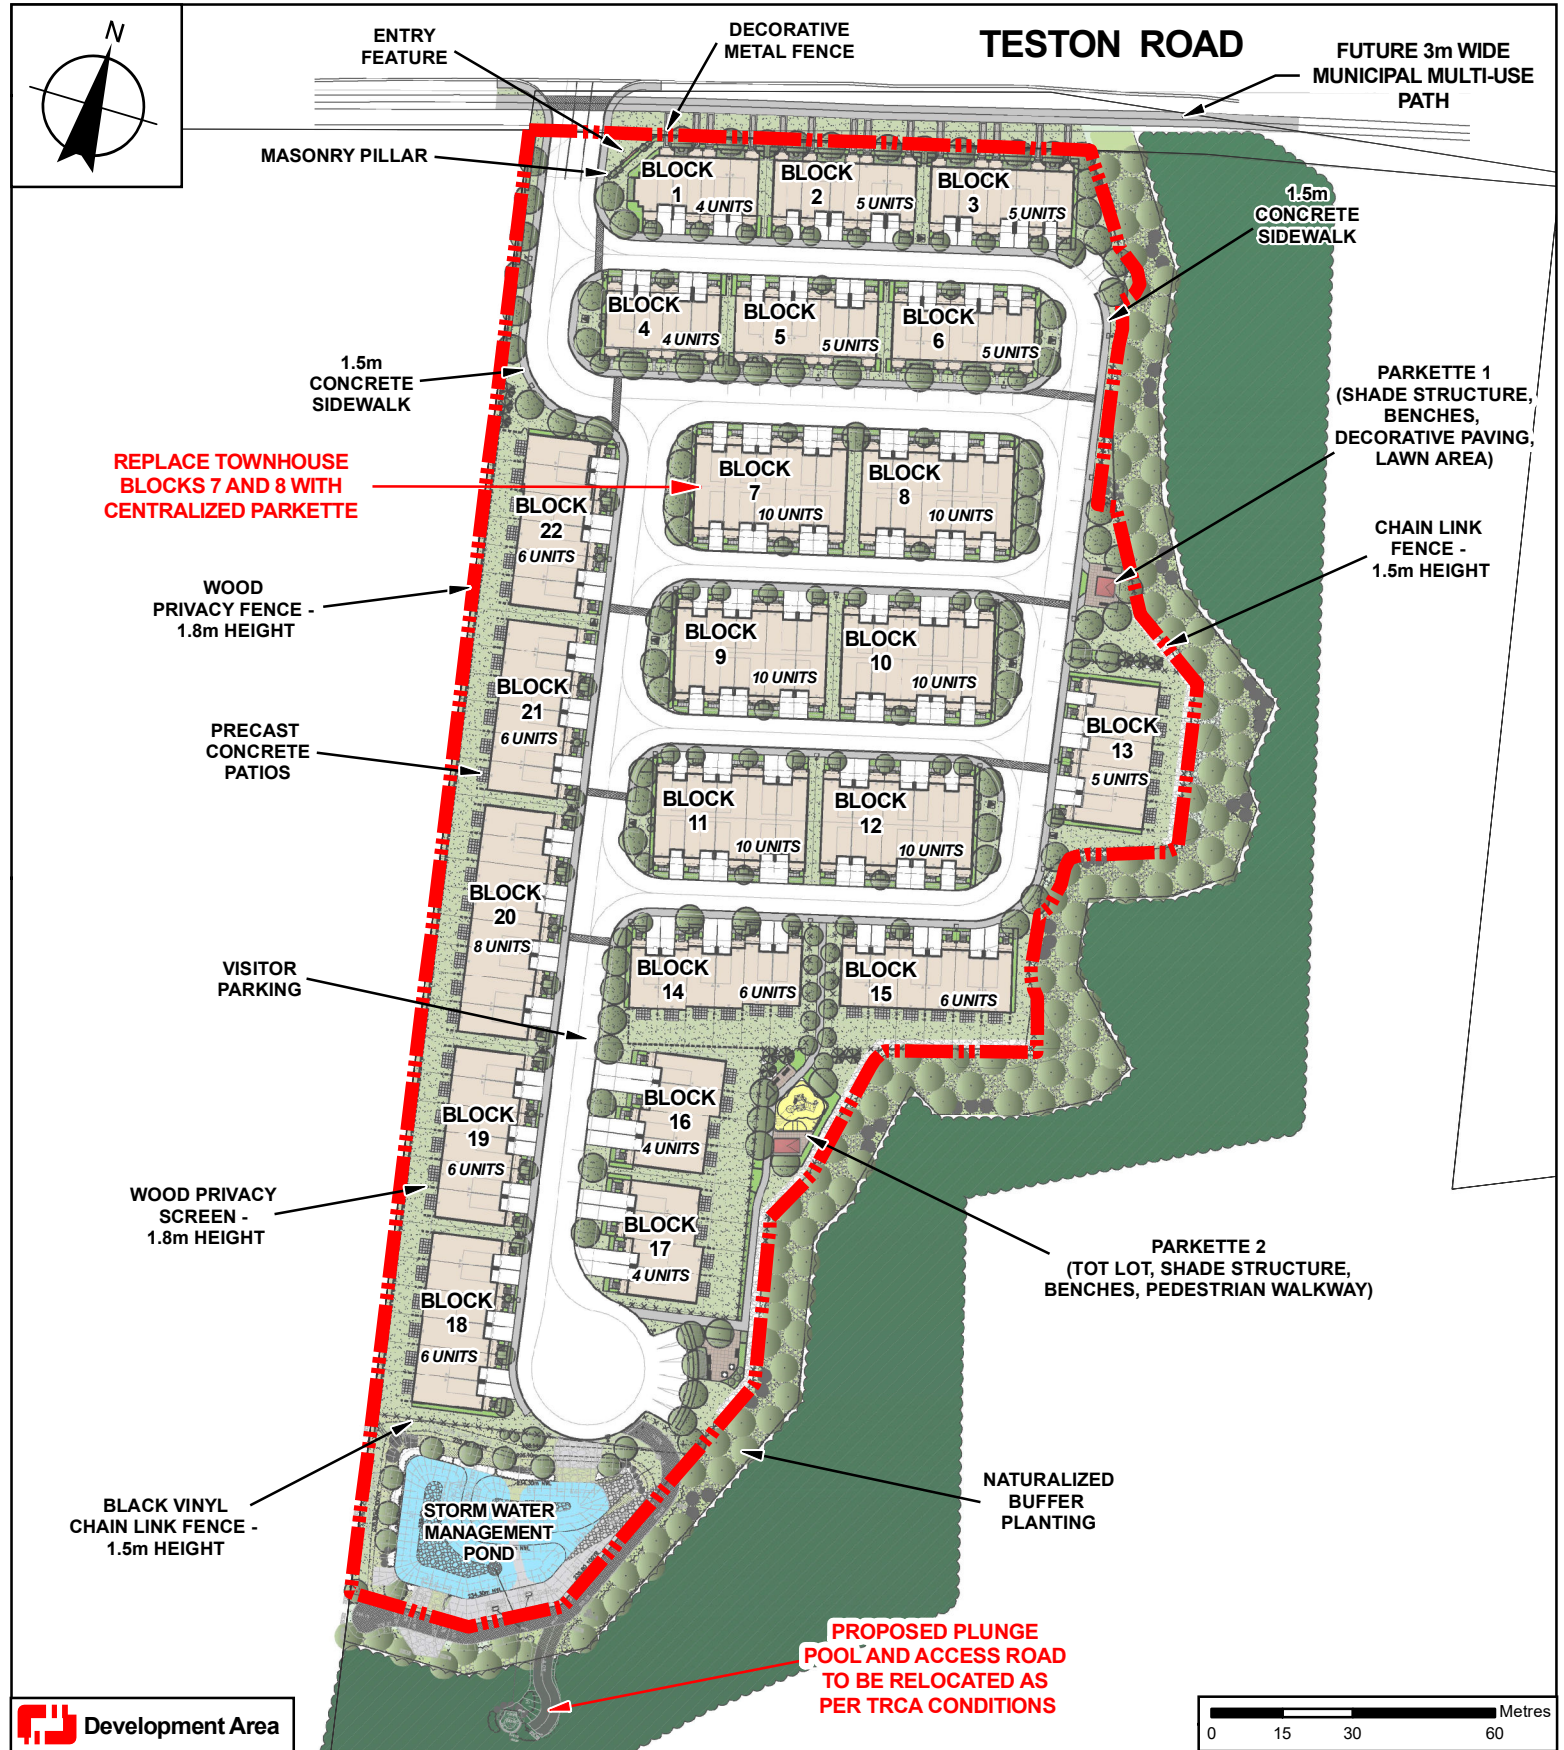 N
ENTRY
FEATURE
DECORATIVE
METAL FENCE
TESTON ROAD
FUTURE 3m WIDE
MUNICIPAL MULTI-USE
PATH
MASONRY PILLAR
BLOCK
1
4 UNITS
BLOCK
2
5 UNITS
BLOCK
3
5 UNITS
1.5m
CONCRETE
SIDEWALK
BLOCK
4
4 UNITS
BLOCK
5
5 UNITS
BLOCK
6
5 UNITS
1.5m
CONCRETE
SIDEWALK
PARKETTE 1
(SHADE STRUCTURE,
BENCHES,
DECORATIVE PAVING,
LAWN AREA)
REPLACE TOWNHOUSE
BLOCKS 7 AND 8 WITH
CENTRALIZED PARKETTE
BLOCK
7
10 UNITS
BLOCK
8
10 UNITS
BLOCK
22
6 UNITS
CHAIN LINK
FENCE -
1.5m HEIGHT
WOOD
PRIVACY FENCE -
1.8m HEIGHT
BLOCK
9
10 UNITS
BLOCK
10
10 UNITS
BLOCK
21
6 UNITS
BLOCK
13
5 UNITS
PRECAST
CONCRETE
PATIOS
BLOCK
11
10 UNITS
BLOCK
12
10 UNITS
BLOCK
20
8 UNITS
VISITOR
PARKING
BLOCK
14
6 UNITS
BLOCK
15
6 UNITS
BLOCK
16
4 UNITS
BLOCK
19
6 UNITS
WOOD PRIVACY
SCREEN -
1.8m HEIGHT
BLOCK
17
4 UNITS
PARKETTE 2
(TOT LOT, SHADE STRUCTURE,
BENCHES, PEDESTRIAN WALKWAY)
BLOCK
18
6 UNITS
NATURALIZED
BUFFER
PLANTING
BLACK VINYL
CHAIN LINK FENCE -
1.5m HEIGHT
STORM WATER
MANAGEMENT
POND
PROPOSED PLUNGE
POOL AND ACCESS ROAD
TO BE RELOCATED AS
PER TRCA CONDITIONS
Development Area
Metres
0 15 30 60